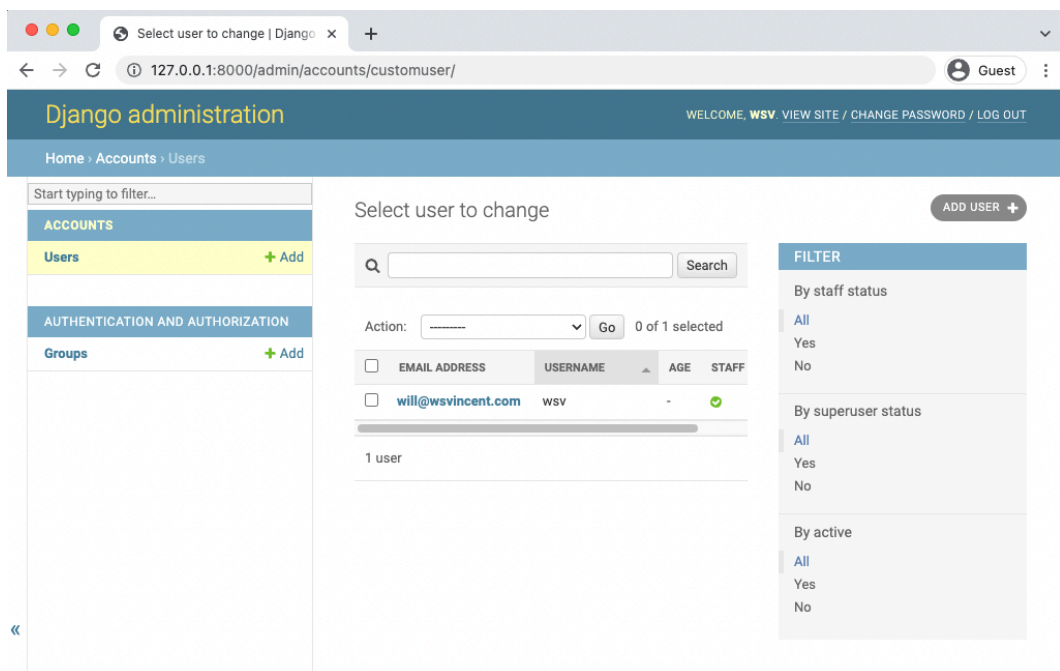 Select user to change | Django
127.0.0.1:8000/admin/accounts/customuser/
Guest
Django administration
WELCOME, WSV. VIEW SITE / CHANGE PASSWORD / LOG OUT
Home › Accounts › Users
Start typing to filter...
ACCOUNTS
Users + Add
AUTHENTICATION AND AUTHORIZATION
Groups + Add
Select user to change
ADD USER +
Search
Action: --------- Go 0 of 1 selected
EMAIL ADDRESS USERNAME AGE STAFF
will@wsvincent.com wsv -
1 user
FILTER
By staff status
All
Yes
No
By superuser status
All
Yes
No
By active
All
Yes
No
«